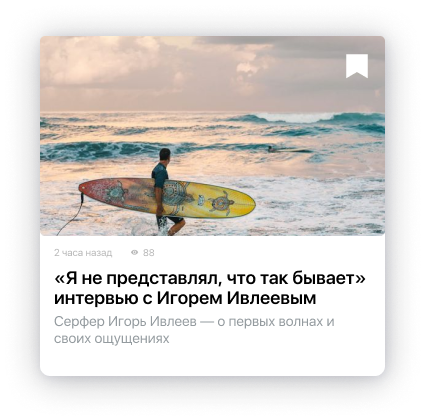 2 часа назад 88
«Я не представлял, что так бывает»
интервью с Игорем Ивлеевым
Серфер Игорь Ивлеев — о первых волнах и
своих ощущениях